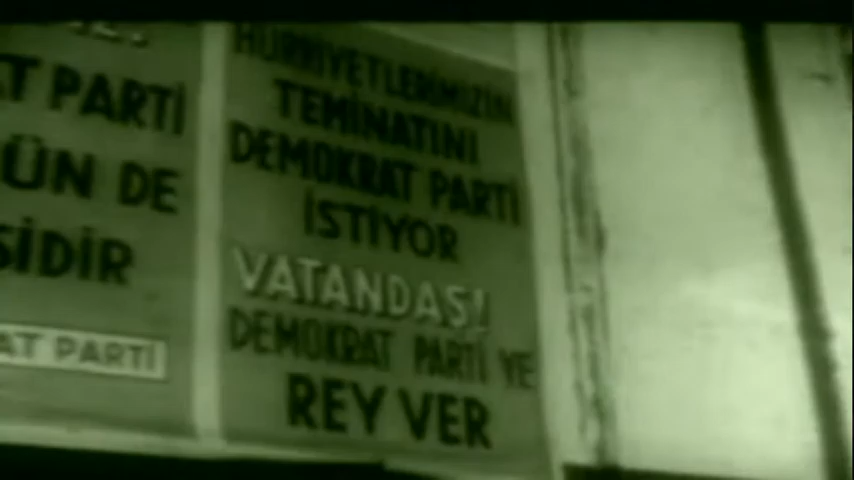 T PARTİ
ÜN DE
SİDİR
AT PARTİ
HÜRRİYETLERİMİZİN
TEMİNATINI
DEMOKRAT PARTİ
İSTİYOR
VATANDAŞ!
DEMOKRAT PARTİ YE
REY VER